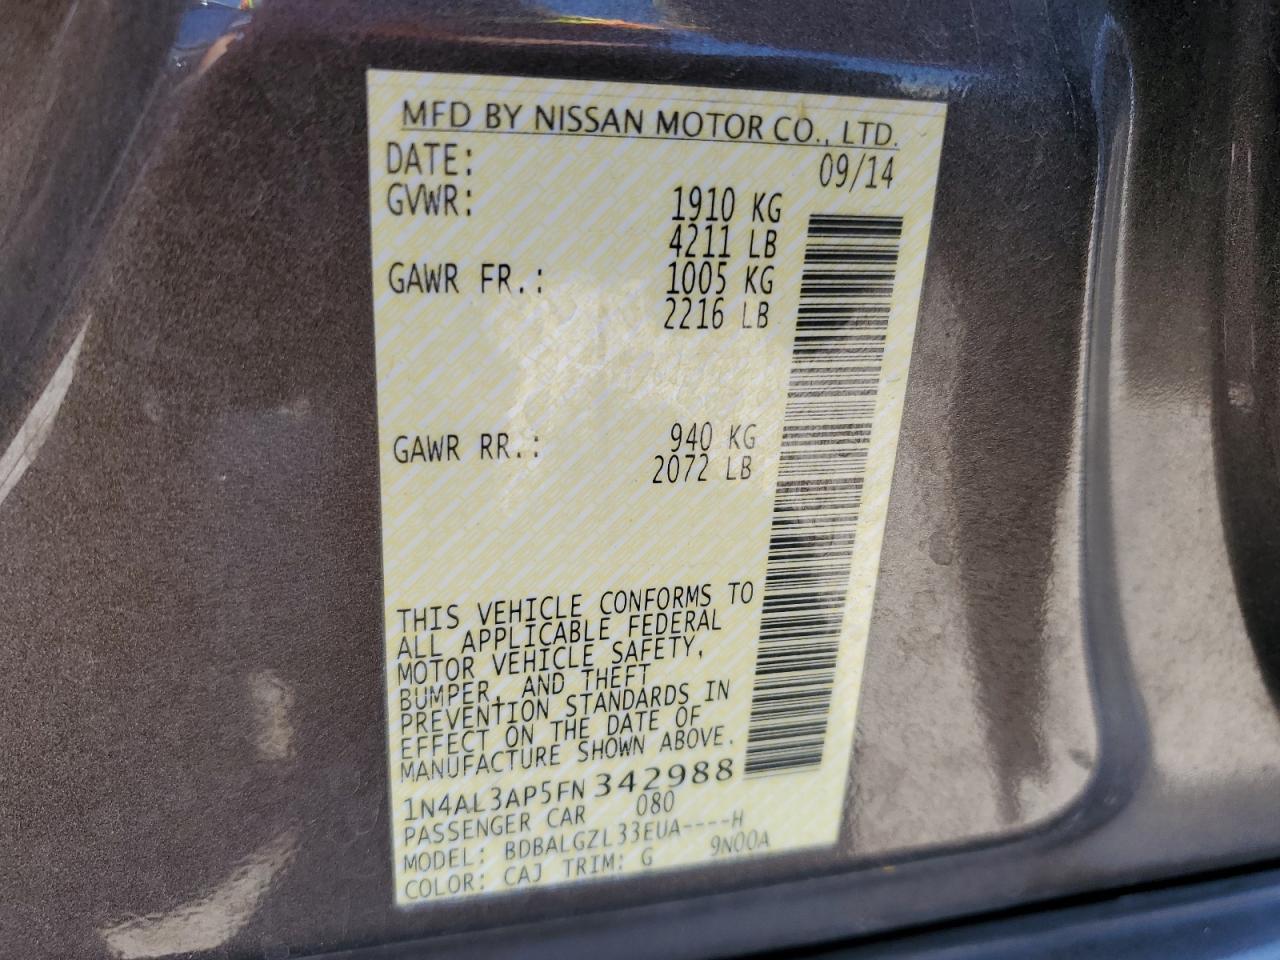 MFD BY NISSAN MOTOR CO., LTD.
DATE: 09/14
GVWR: 1910 KG
4211 LB
GAWR FR.: 1005 KG
2216 LB
GAWR RR.: 940 KG
2072 LB
THIS VEHICLE CONFORMS TO
ALL APPLICABLE FEDERAL
MOTOR VEHICLE SAFETY,
BUMPER, AND THEFT
PREVENTION STANDARDS IN
EFFECT ON THE DATE OF
MANUFACTURE SHOWN ABOVE.
1N4AL3AP5FN342988
PASSENGER CAR 080
MODEL: BDBALGZL33EUA----H
COLOR: CAJ TRIM: G 9N00A